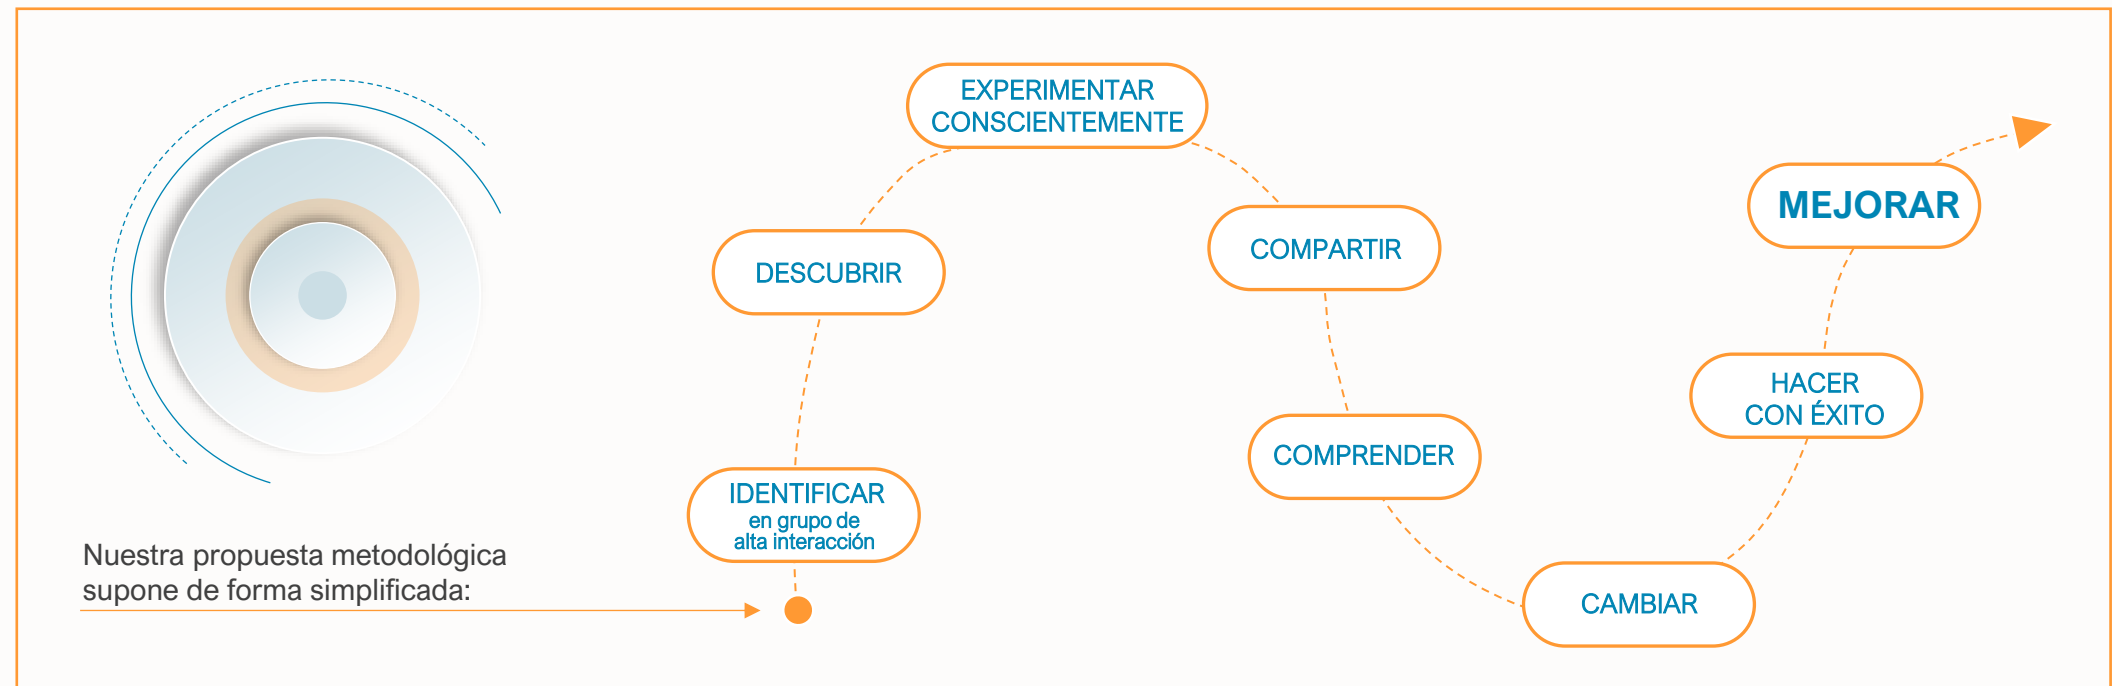 Nuestra propuesta metodológica
supone de forma simplificada:
IDENTIFICAR
en grupo de
alta interacción
DESCUBRIR
EXPERIMENTAR
CONSCIENTEMENTE
COMPARTIR
COMPRENDER
CAMBIAR
HACER
CON ÉXITO
MEJORAR